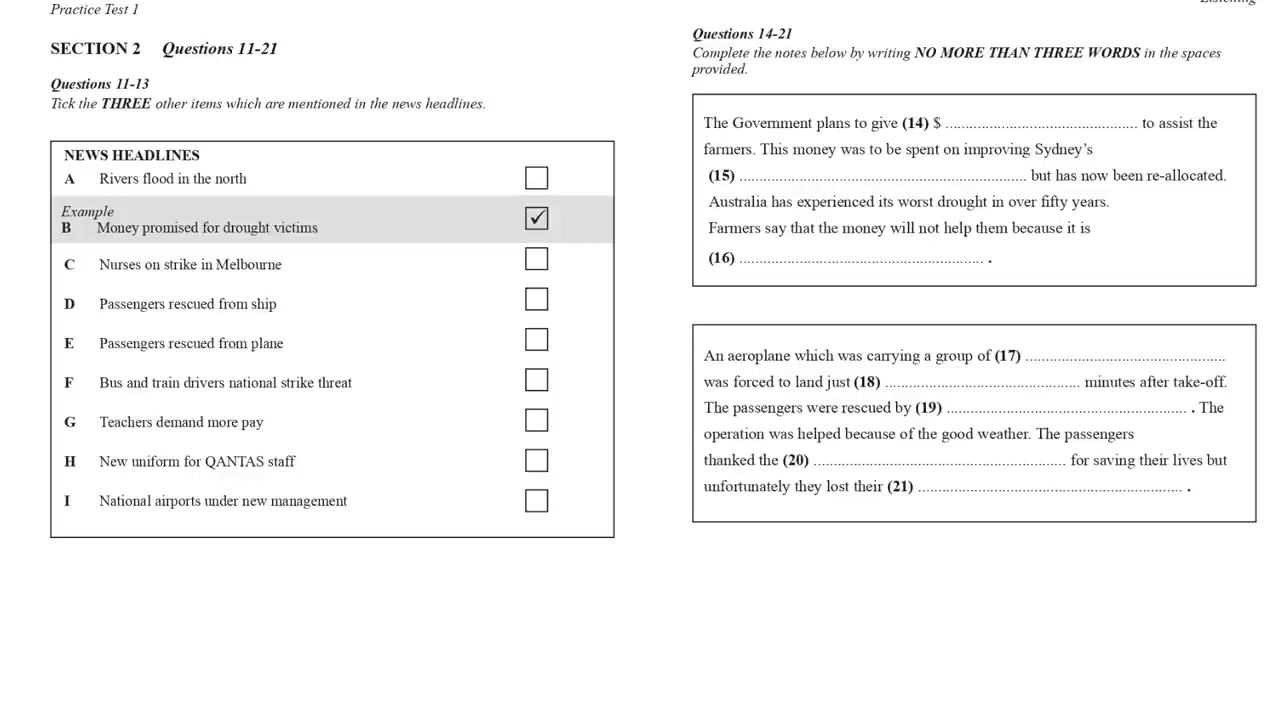 Practice Test 1
SECTION 2 Questions 11-21
Questions 11-13
Tick the THREE other items which are mentioned in the news headlines.
NEWS HEADLINES
A Rivers flood in the north
Example
B Money promised for drought victims ✓
C Nurses on strike in Melbourne
D Passengers rescued from ship
E Passengers rescued from plane
F Bus and train drivers national strike threat
G Teachers demand more pay
H New uniform for QANTAS staff
I National airports under new management
Listening
Questions 14-21
Complete the notes below by writing NO MORE THAN THREE WORDS in the spaces
provided.
The Government plans to give (14) $ ................................................ to assist the
farmers. This money was to be spent on improving Sydney's
(15) ........................................................................ but has now been re-allocated.
Australia has experienced its worst drought in over fifty years.
Farmers say that the money will not help them because it is
(16) ............................................................. .
An aeroplane which was carrying a group of (17) ..................................................
was forced to land just (18) ................................................. minutes after take-off.
The passengers were rescued by (19) ............................................................ . The
operation was helped because of the good weather. The passengers
thanked the (20) ............................................................... for saving their lives but
unfortunately they lost their (21) .................................................................. .